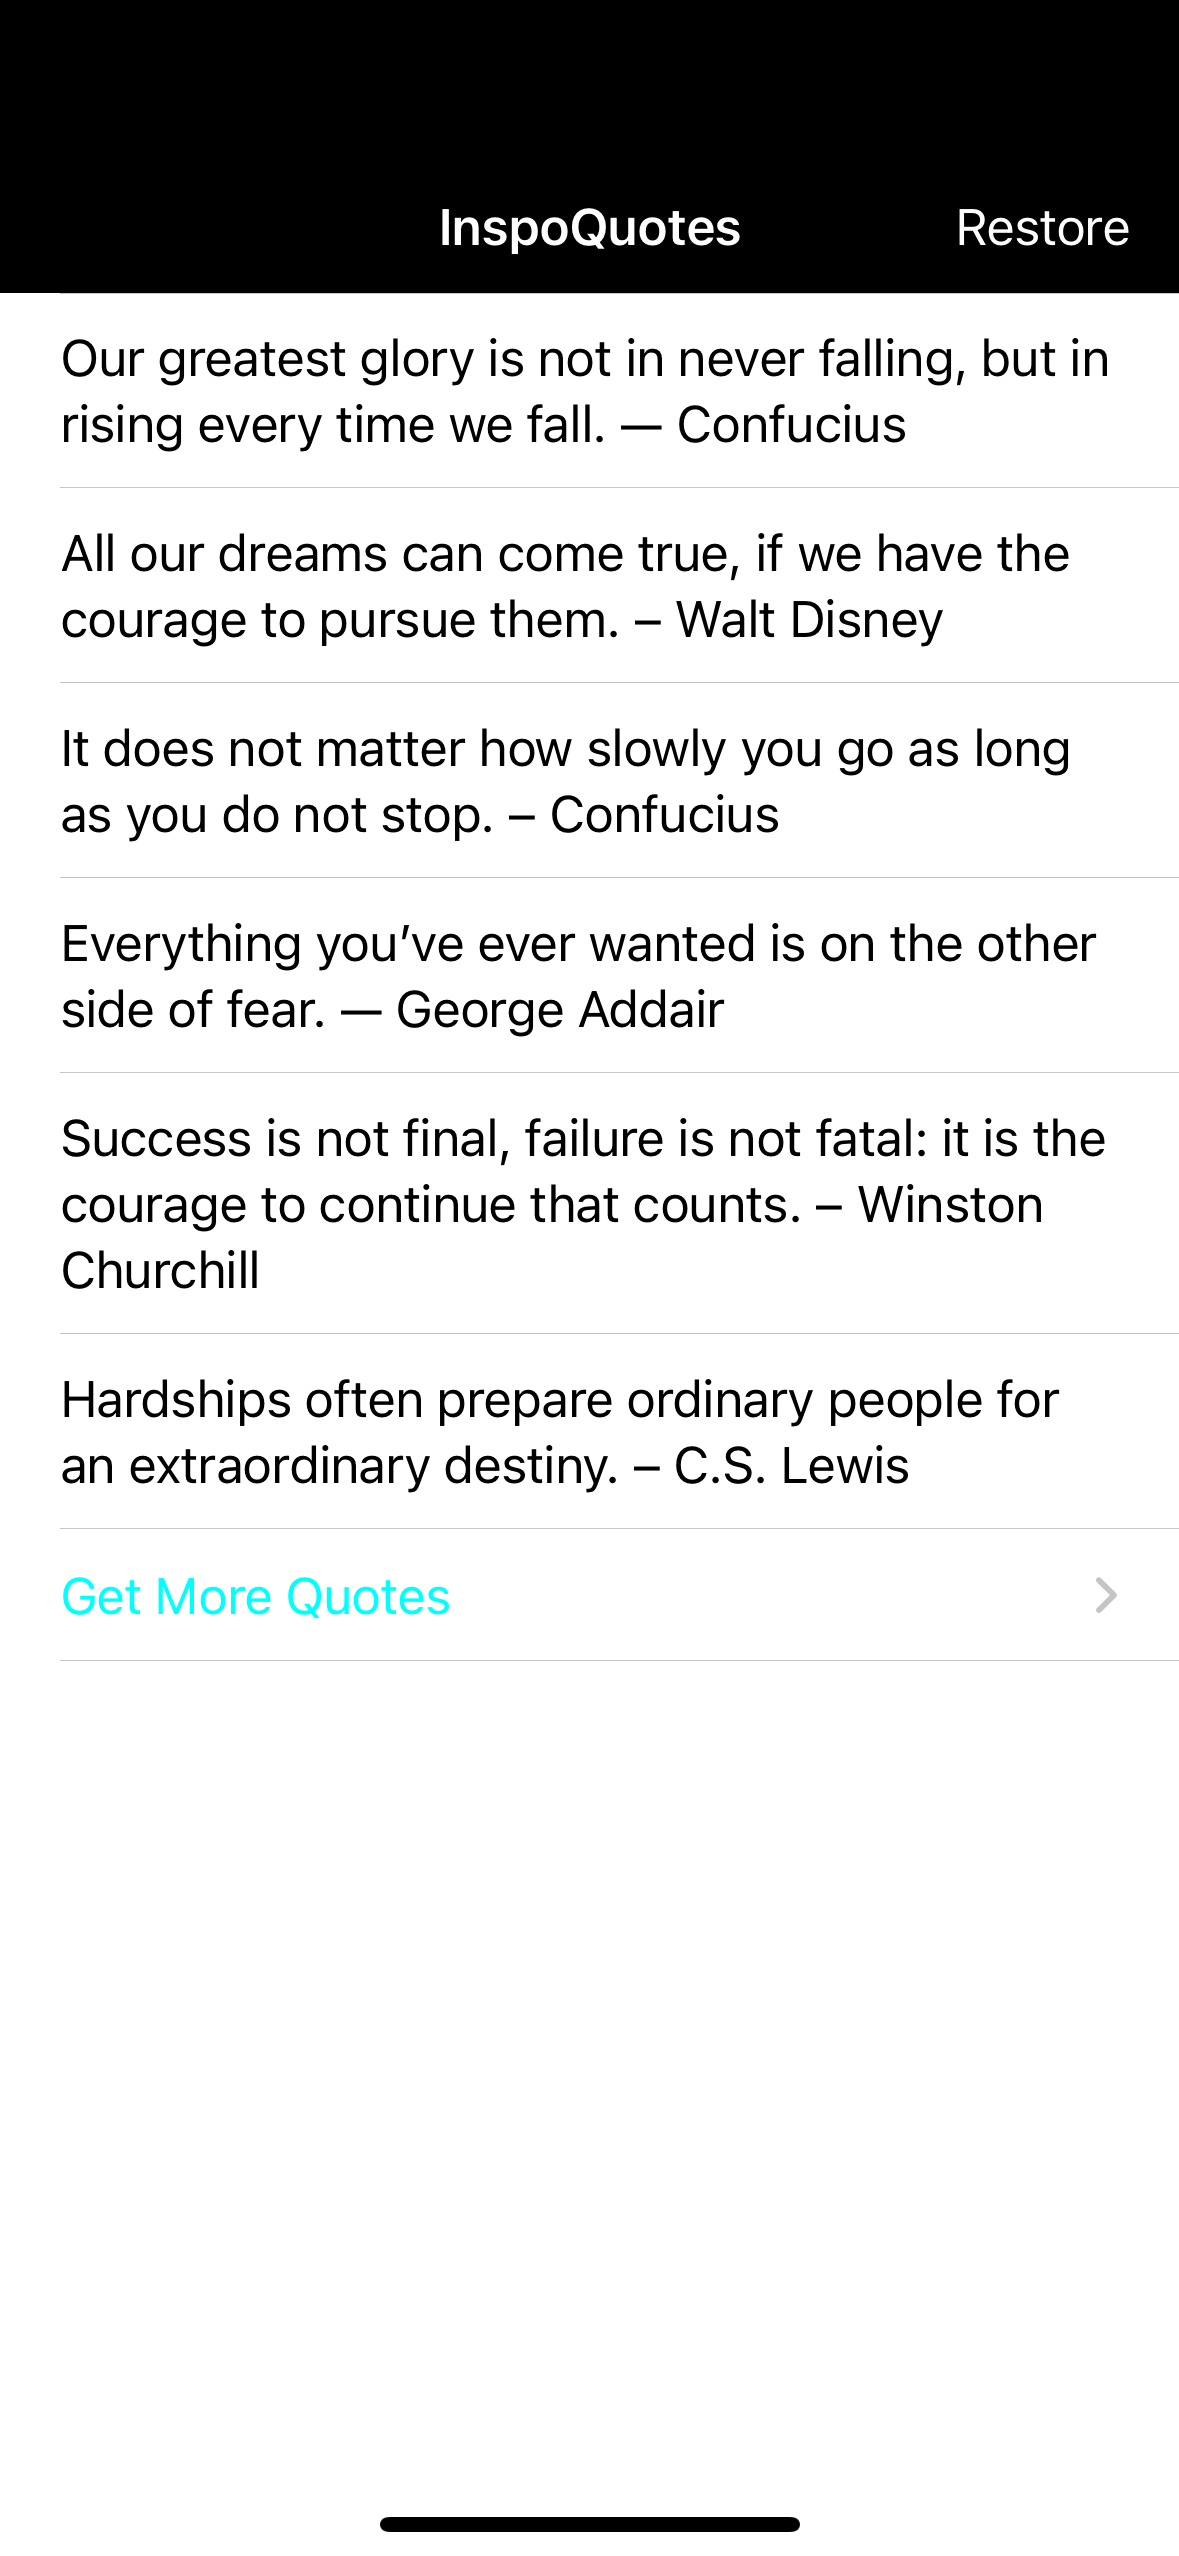 InspoQuotes
Restore
Our greatest glory is not in never falling, but in
rising every time we fall. — Confucius
All our dreams can come true, if we have the
courage to pursue them. – Walt Disney
It does not matter how slowly you go as long
as you do not stop. – Confucius
Everything you’ve ever wanted is on the other
side of fear. — George Addair
Success is not final, failure is not fatal: it is the
courage to continue that counts. – Winston
Churchill
Hardships often prepare ordinary people for
an extraordinary destiny. – C.S. Lewis
Get More Quotes